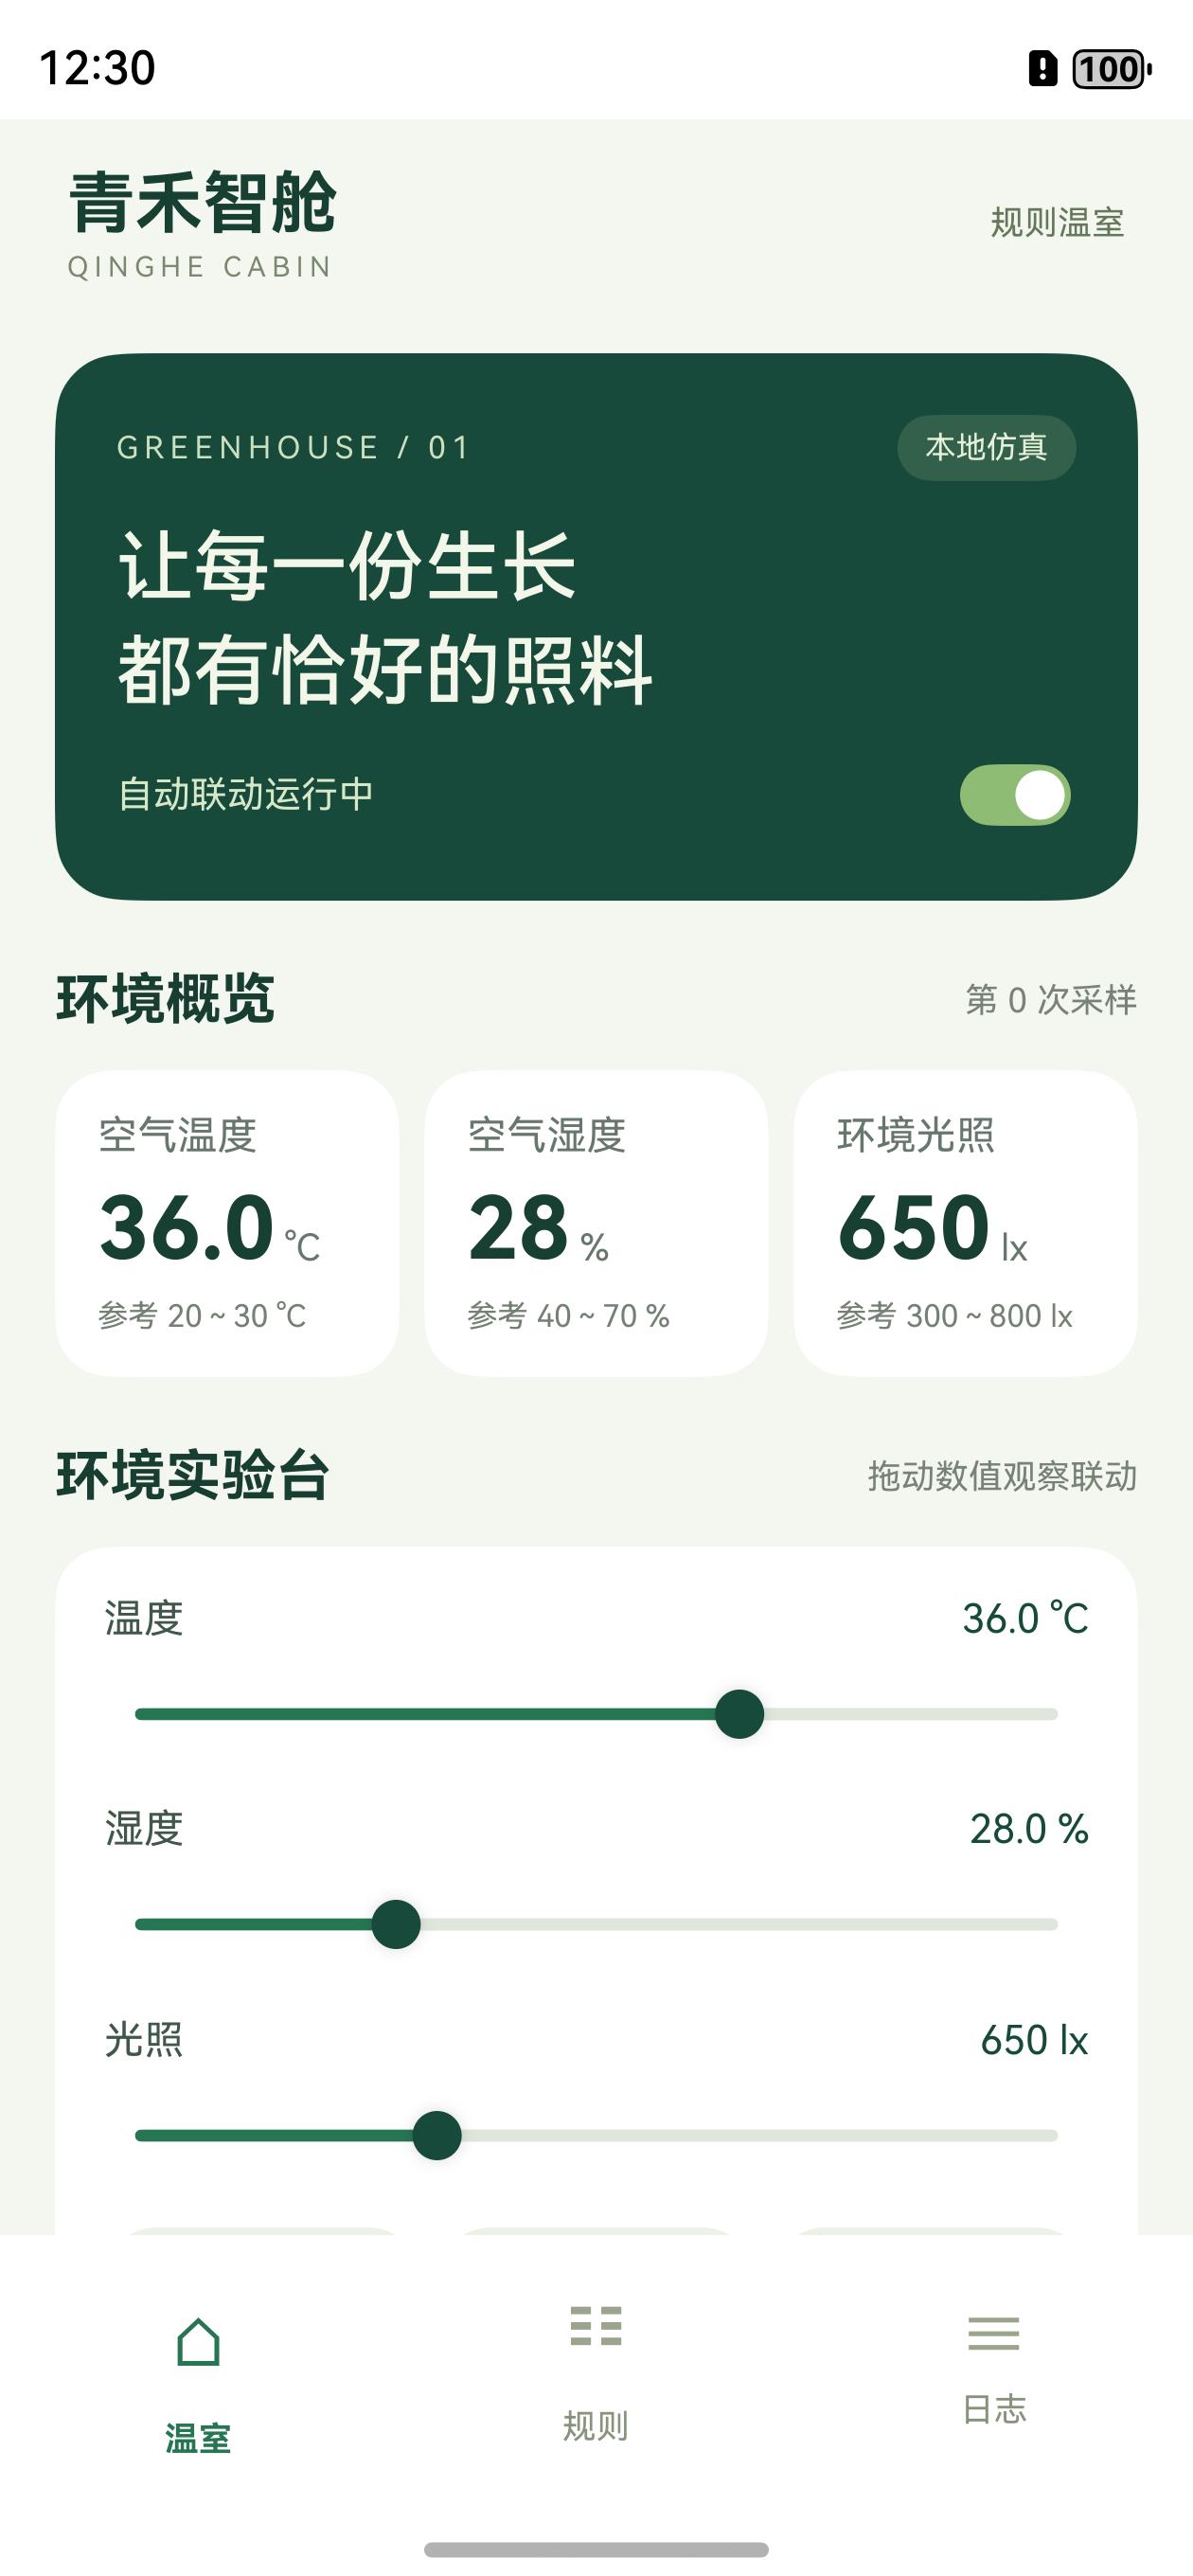 12:30
100
青禾智舱
QINGHE CABIN
规则温室
GREENHOUSE / 01
本地仿真
让每一份生长
都有恰好的照料
自动联动运行中
环境概览
第 0 次采样
空气温度
36.0 °C
参考 20 ~ 30 °C
空气湿度
28 %
参考 40 ~ 70 %
环境光照
650 lx
参考 300 ~ 800 lx
环境实验台
拖动数值观察联动
温度
36.0 °C
湿度
28.0 %
光照
650 lx
温室
规则
日志